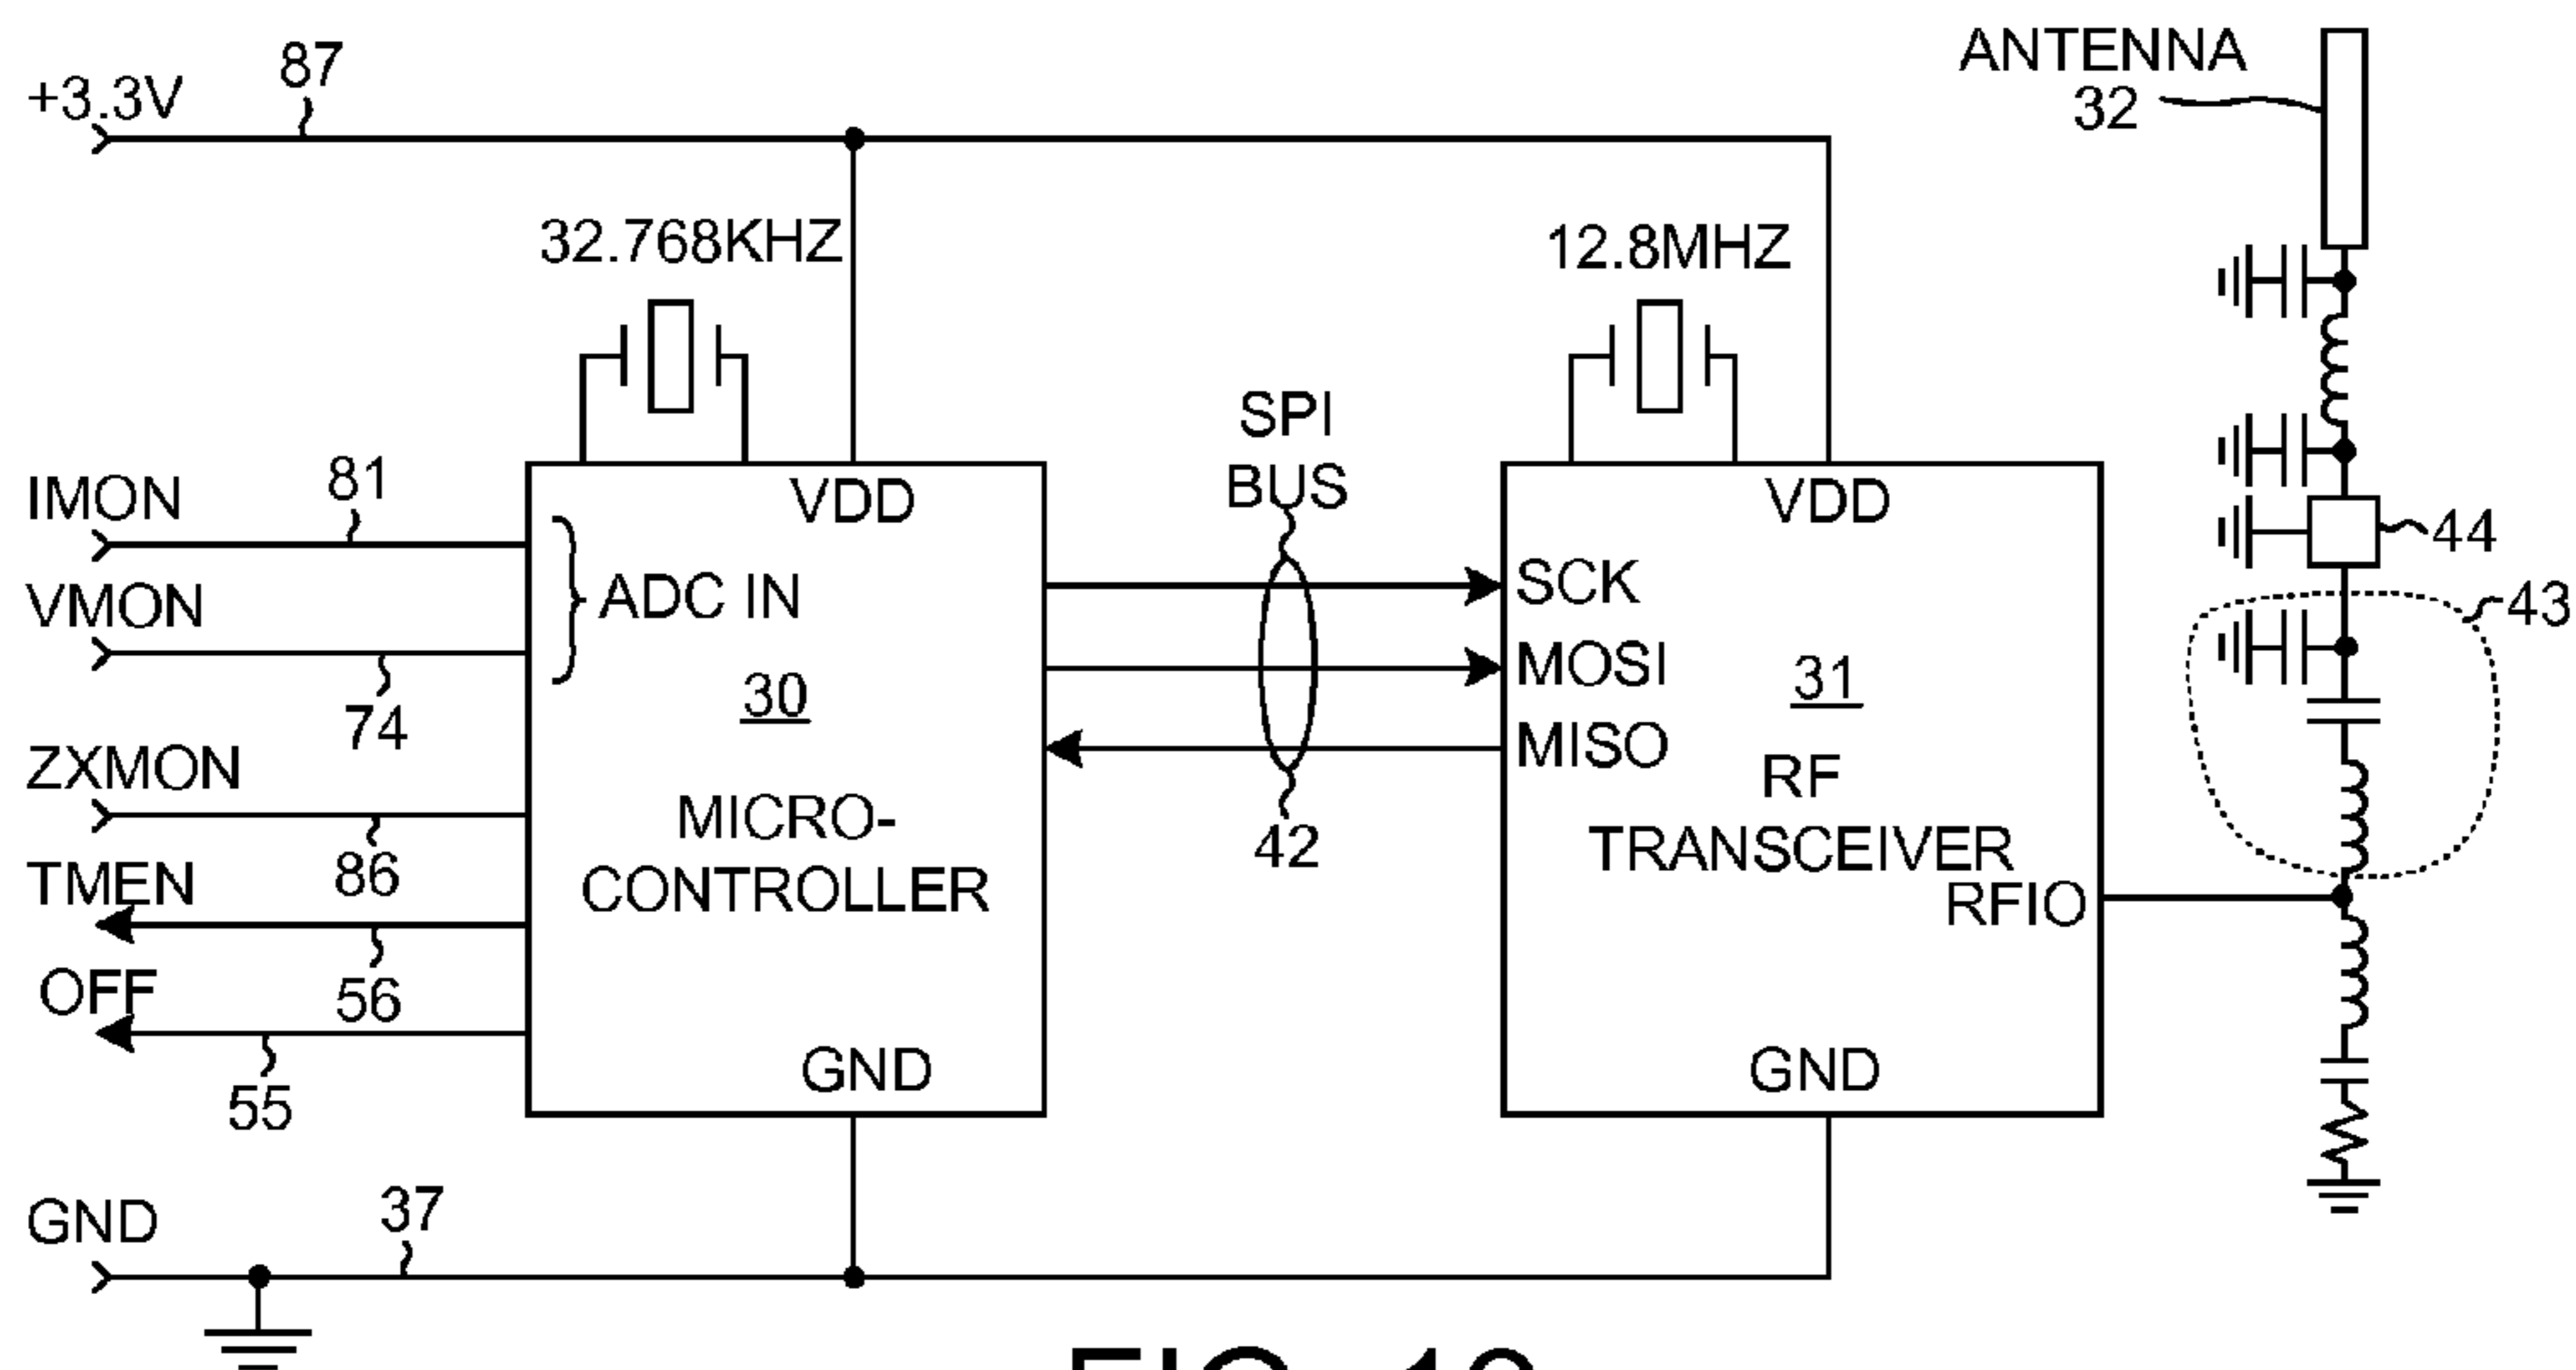 +3.3V
87
ANTENNA
32
32.768KHZ
12.8MHZ
SPI
BUS
IMON
81
VMON
74
ZXMON
86
TMEN
56
OFF
55
GND
37
VDD
ADC IN
30
MICRO-
CONTROLLER
GND
42
VDD
SCK
MOSI
MISO
31
RF
TRANSCEIVER
RFIO
GND
44
43